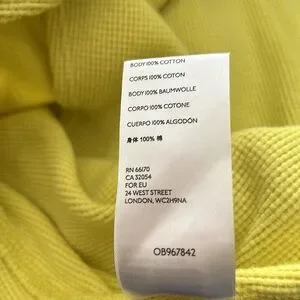 BODY 100% COTTON
CORPS 100% COTON
BODY 100% BAUMWOLLE
CORPO 100% COTONE
CUERPO 100% ALGODÓN
身体 100% 棉
RN 66170
CA 32054
FOR EU
24 WEST STREET
LONDON, WC2H9NA
OB967842